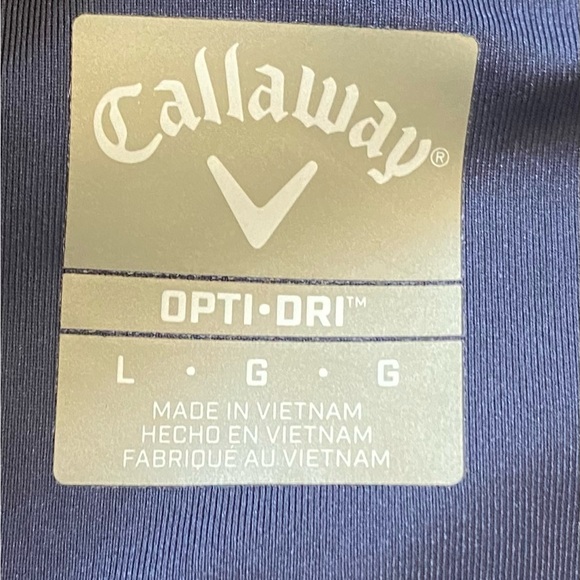 Callaway®
OPTI•DRI™
L • G • G
MADE IN VIETNAM
HECHO EN VIETNAM
FABRIQUÉ AU VIETNAM